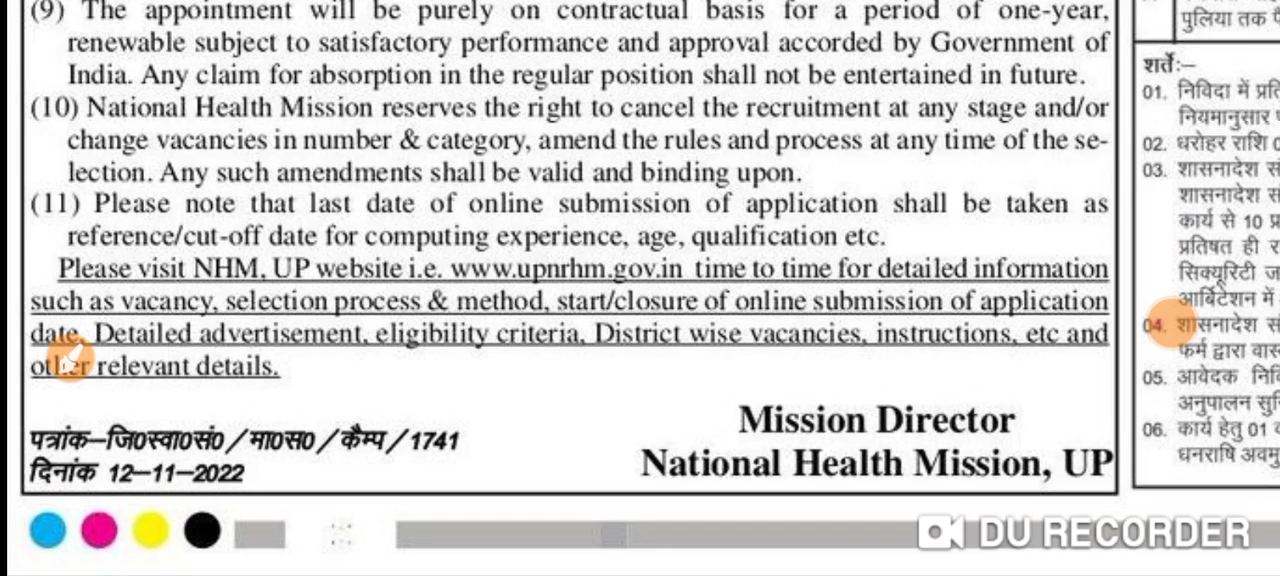 (9) The appointment will be purely on contractual basis for a period of one-year,
renewable subject to satisfactory performance and approval accorded by Government of
India. Any claim for absorption in the regular position shall not be entertained in future.
(10) National Health Mission reserves the right to cancel the recruitment at any stage and/or
change vacancies in number & category, amend the rules and process at any time of the se-
lection. Any such amendments shall be valid and binding upon.
(11) Please note that last date of online submission of application shall be taken as
reference/cut-off date for computing experience, age, qualification etc.
Please visit NHM, UP website i.e. www.upnrhm.gov.in time to time for detailed information
such as vacancy, selection process & method, start/closure of online submission of application
date, Detailed advertisement, eligibility criteria, District wise vacancies, instructions, etc and
other relevant details.
Mission Director
National Health Mission, UP
पत्रांक–जि0स्वा0सं0/मा0स0/कैम्प/1741
दिनांक 12–11–2022
पुलिया तक
शर्ते:–
01. निविदा में
नियमानुसार
02. धरोहर राशि
03. शासनादेश
शासनादेश
कार्य से 10
प्रतिषत ही
सिक्यूरिटी
आर्बिटेशन में
04. शासनादेश
फर्म द्वारा
05. आवेदक
अनुपालन
06. कार्य हेतु 01
धनराषि
DU RECORDER